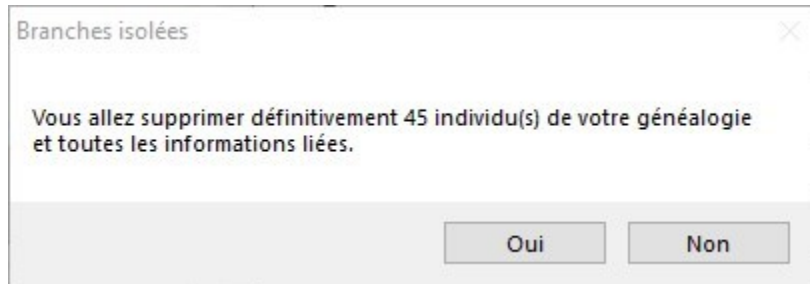 Branches isolées
Vous allez supprimer définitivement 45 individu(s) de votre généalogie
et toutes les informations liées.
Oui
Non